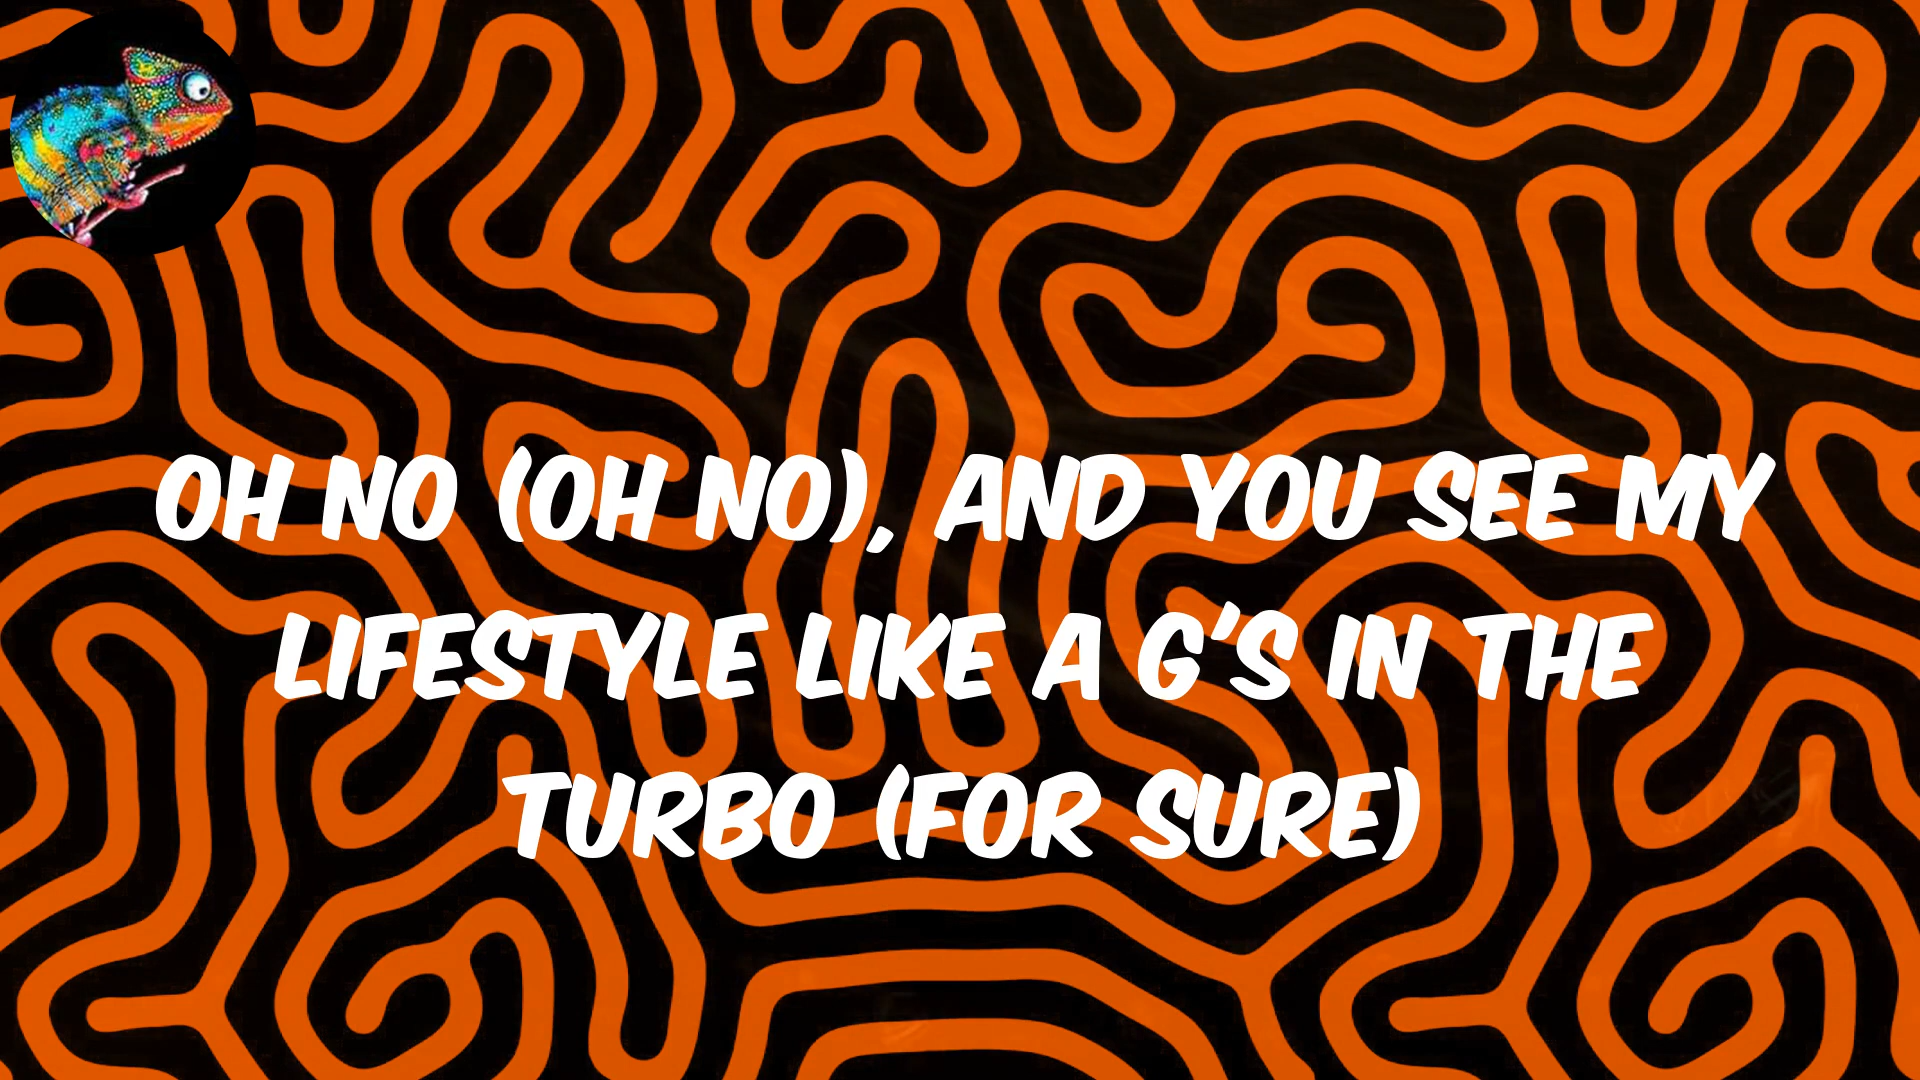 OH NO (OH NO), AND YOU SEE MY
LIFESTYLE LIKE A G'S IN THE
TURBO (FOR SURE)